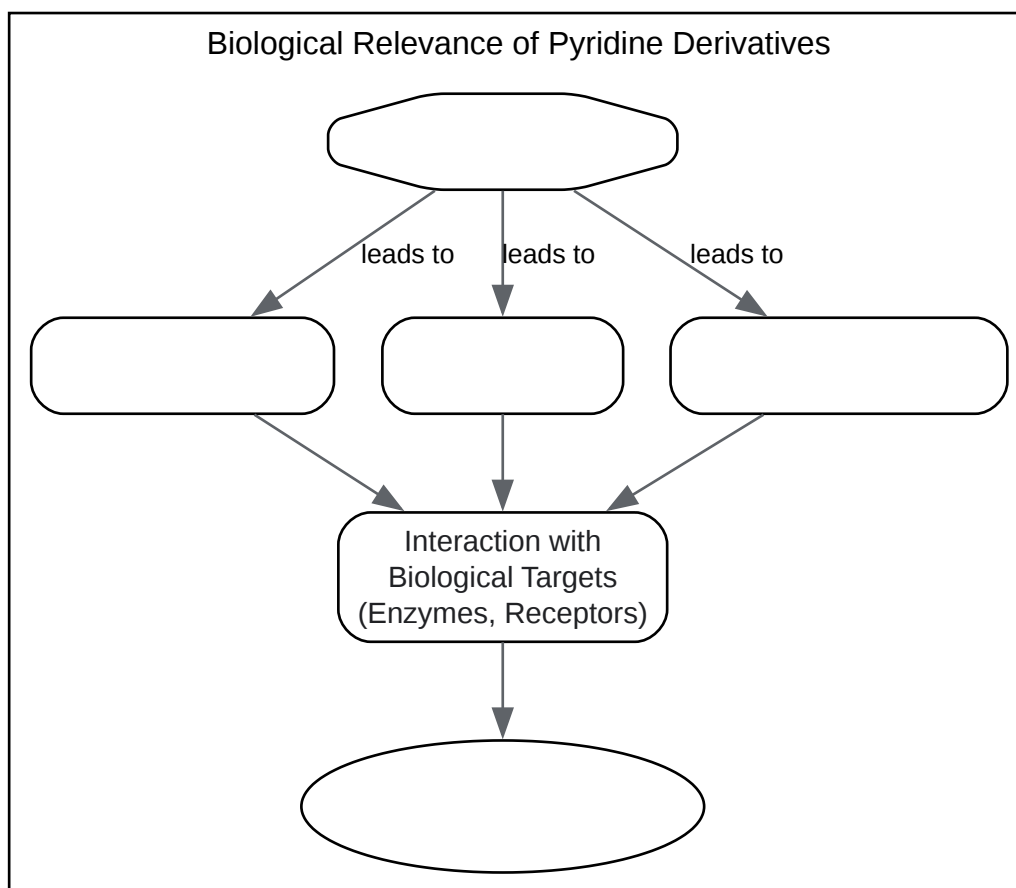 Biological Relevance of Pyridine Derivatives
leads to
leads to
leads to
Interaction with
Biological Targets
(Enzymes, Receptors)